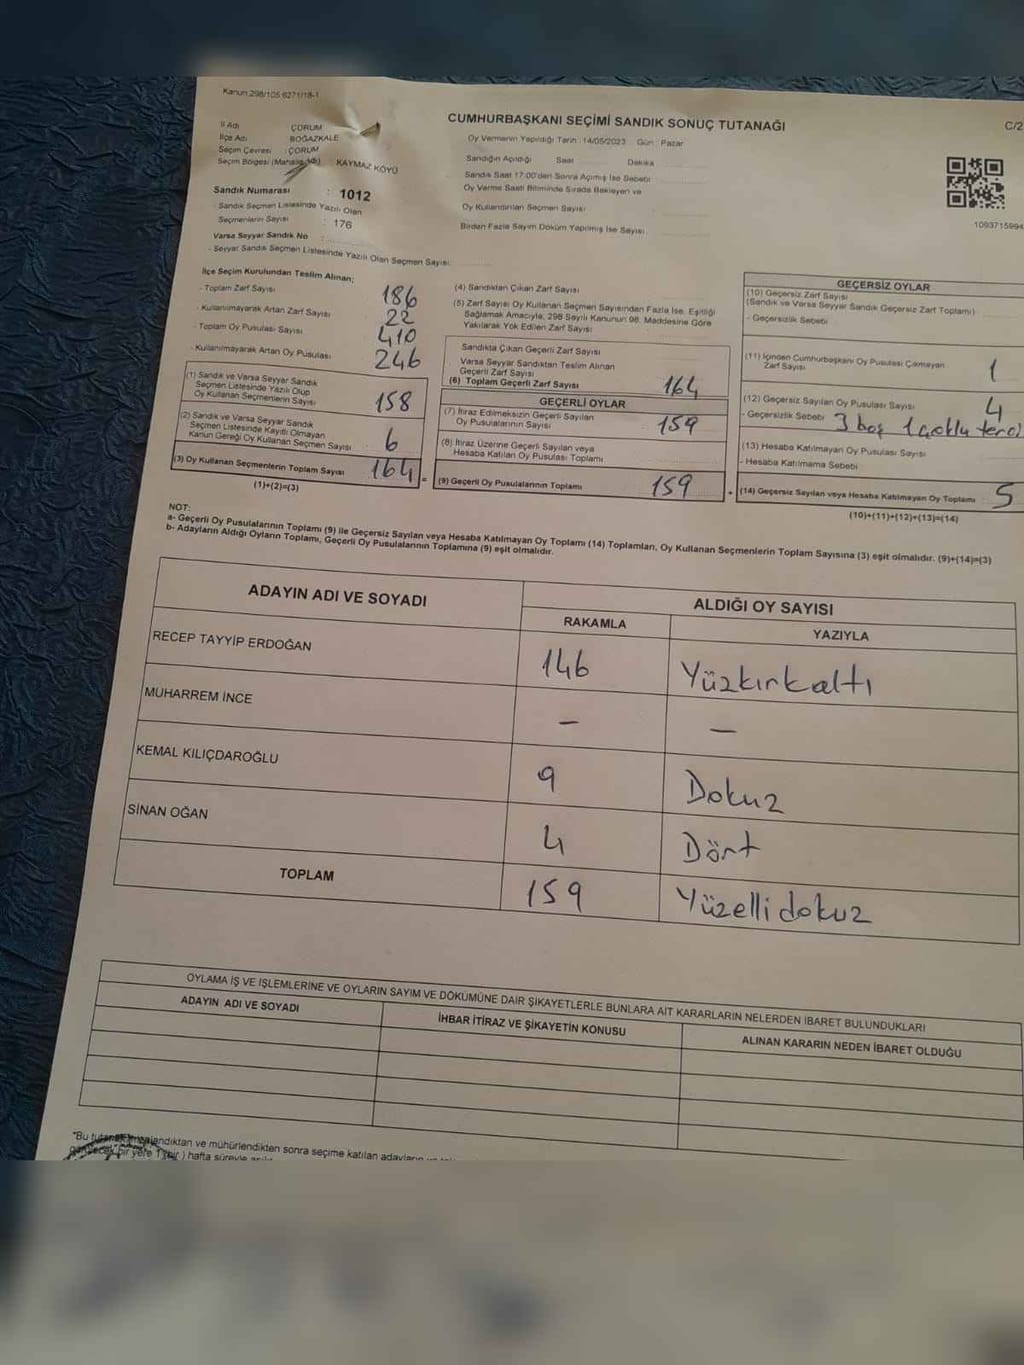 Kanun:298/105 6271/18-1
CUMHURBAŞKANI SEÇİMİ SANDIK SONUÇ TUTANAĞI
C/2
İl Adı ÇORUM
İlçe Adı BOĞAZKALE
Seçim Çevresi : ÇORUM
Seçim Bölgesi (Mahalle KAYMAZ KÖYÜ
Sandık Numarası : 1012
Sandık Seçmen Listesinde Yazılı Olan
Seçmenlerin Sayısı : 176
Varsa Seyyar Sandık No :
Seyyar Sandık Seçmen Listesinde Yazılı Olan Seçmen Sayısı:
Oy Vermenin Yapıldığı Tarih : 14/05/2023 Gün : Pazar
Sandığın Açıldığı Saat Dakika
Sandık Saat 17:00'den Sonra Açılmış İse Sebebi
Oy Verme Saati Bitiminde Sırada Bekleyen ve
Oy Kullandırılan Seçmen Sayısı
Birden Fazla Sayım Döküm Yapılmış İse Sayısı
1093715994
İlçe Seçim Kurulundan Teslim Alınan;
- Toplam Zarf Sayısı 186
- Kullanılmayarak Artan Zarf Sayısı 22
- Toplam Oy Pusulası Sayısı 410
- Kullanılmayarak Artan Oy Pusulası 246
(1) Sandık ve Varsa Seyyar Sandık
Seçmen Listesinde Yazılı Olup
Oy Kullanan Seçmenlerin Sayısı 158
(2) Sandık ve Varsa Seyyar Sandık
Seçmen Listesinde Kayıtlı Olmayan
Kanun Gereği Oy Kullanan Seçmen Sayısı 6
(3) Oy Kullanan Seçmenlerin Toplam Sayısı 164 =
(1)+(2)=(3)
(4) Sandıktan Çıkan Zarf Sayısı
(5) Zarf Sayısı Oy Kullanan Seçmen Sayısından Fazla İse, Eşitliği
Sağlamak Amacıyla, 298 Sayılı Kanunun 98. Maddesine Göre
Yakılarak Yok Edilen Zarf Sayısı
Sandıkta Çıkan Geçerli Zarf Sayısı
Varsa Seyyar Sandıktan Teslim Alınan
Geçerli Zarf Sayısı
(6) Toplam Geçerli Zarf Sayısı 164
GEÇERLİ OYLAR
(7) İtiraz Edilmeksizin Geçerli Sayılan
Oy Pusulalarının Sayısı 159
(8) İtiraz Üzerine Geçerli Sayılan veya
Hesaba Katılan Oy Pusulası Toplamı
(9) Geçerli Oy Pusulalarının Toplamı 159 +
GEÇERSİZ OYLAR
(10) Geçersiz Zarf Sayısı
(Sandık ve Varsa Seyyar Sandık Geçersiz Zarf Toplamı)
- Geçersizlik Sebebi
(11) İçinden Cumhurbaşkanı Oy Pusulası Çıkmayan
Zarf Sayısı 1
(12) Geçersiz Sayılan Oy Pusulası Sayısı 4
- Geçersizlik Sebebi 3 boş 1 çoklu terc
(13) Hesaba Katılmayan Oy Pusulası Sayısı
- Hesaba Katılmama Sebebi
(14) Geçersiz Sayılan veya Hesaba Katılmayan Oy Toplamı 5
(10)+(11)+(12)+(13)=(14)
NOT:
a- Geçerli Oy Pusulalarının Toplamı (9) ile Geçersiz Sayılan veya Hesaba Katılmayan Oy Toplamı (14) Toplamları, Oy Kullanan Seçmenlerin Toplam Sayısına (3) eşit olmalıdır. (9)+(14)=(3)
b- Adayların Aldığı Oyların Toplamı, Geçerli Oy Pusulalarının Toplamına (9) eşit olmalıdır.
ADAYIN ADI VE SOYADI ALDIĞI OY SAYISI
RAKAMLA YAZIYLA
RECEP TAYYİP ERDOĞAN 146 Yüzkırkaltı
MUHARREM İNCE – –
KEMAL KILIÇDAROĞLU 9 Dokuz
SİNAN OĞAN 4 Dört
TOPLAM 159 Yüzellidokuz
OYLAMA İŞ VE İŞLEMLERİNE VE OYLARIN SAYIM VE DÖKÜMÜNE DAİR ŞİKAYETLERLE BUNLARA AİT KARARLARIN NELERDEN İBARET BULUNDUKLARI
ADAYIN ADI VE SOYADI İHBAR İTİRAZ VE ŞİKAYETİN KONUSU ALINAN KARARIN NEDEN İBARET OLDUĞU
"Bu ve mühürlendikten sonra seçime katılan adayların
bir yere 1 (bir) hafta süreyle